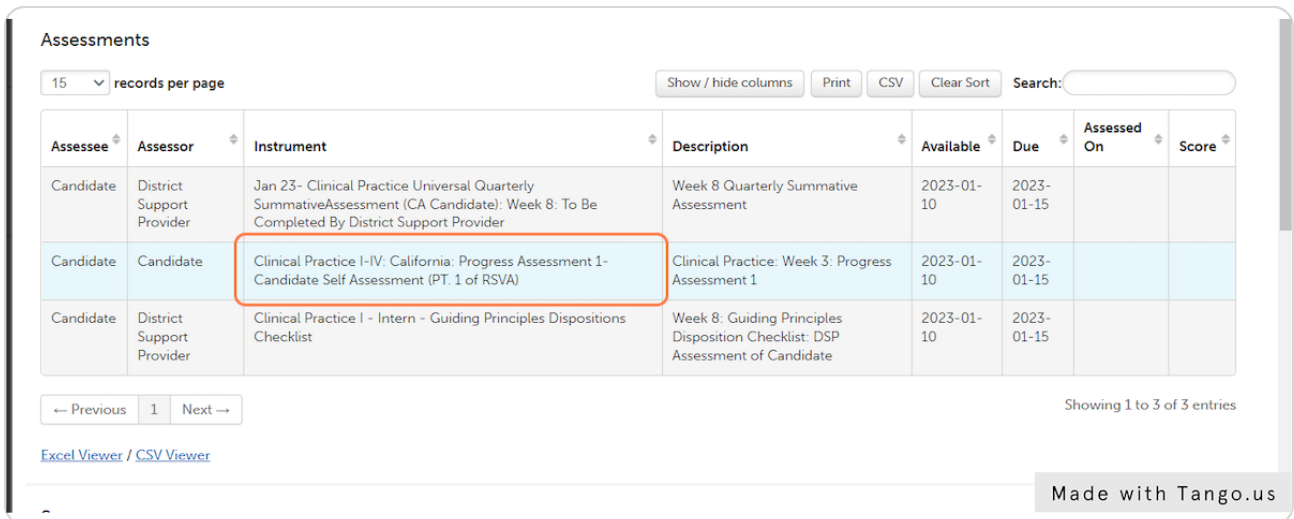 Assessments
15 records per page Show / hide columns Print CSV Clear Sort Search:
Assessee Assessor Instrument Description Available Due Assessed On Score
Candidate District Support Provider Jan 23- Clinical Practice Universal Quarterly SummativeAssessment (CA Candidate): Week 8: To Be Completed By District Support Provider Week 8 Quarterly Summative Assessment 2023-01-10 2023-01-15
Candidate Candidate Clinical Practice I-IV: California: Progress Assessment 1- Candidate Self Assessment (PT. 1 of RSVA) Clinical Practice: Week 3: Progress Assessment 1 2023-01-10 2023-01-15
Candidate District Support Provider Clinical Practice I - Intern - Guiding Principles Dispositions Checklist Week 8: Guiding Principles Disposition Checklist: DSP Assessment of Candidate 2023-01-10 2023-01-15
← Previous 1 Next → Showing 1 to 3 of 3 entries
Excel Viewer / CSV Viewer
Made with Tango.us